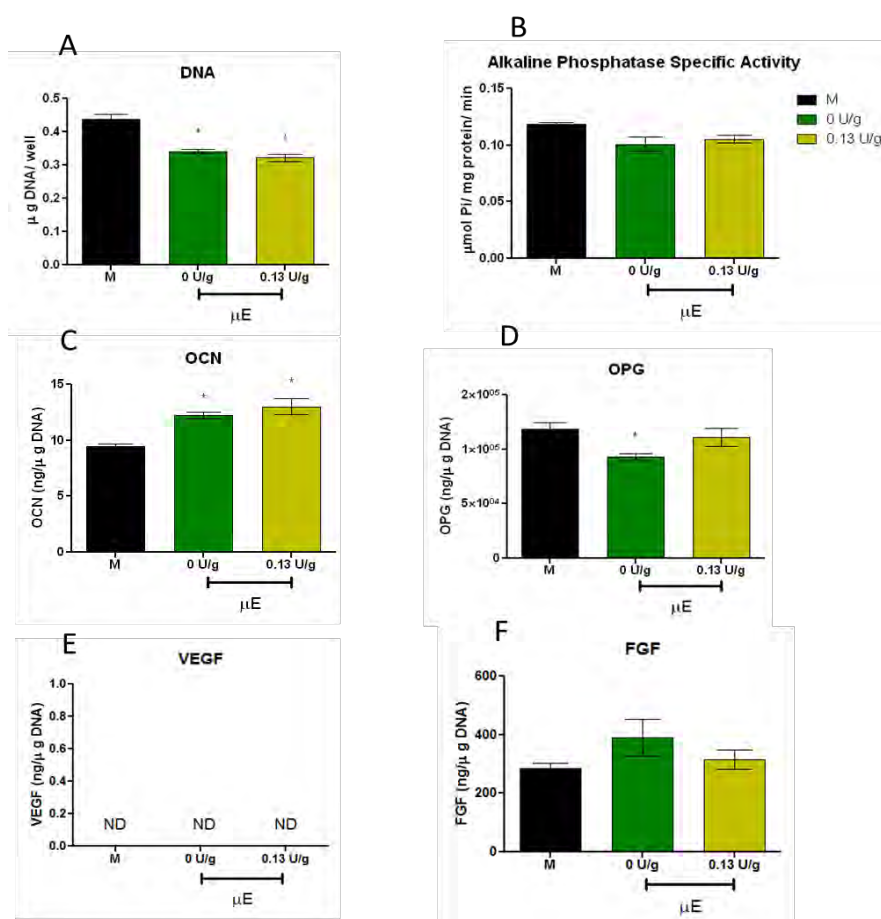 A
DNA
µ g DNA/ well
0.5
0.4
0.3
0.2
0.1
0.0
*
M
0 U/g
0.13 U/g
µE
B
Alkaline Phosphatase Specific Activity
µmol Pi/ mg protein/ min
0.15
0.10
0.05
0.00
M
0 U/g
0.13 U/g
µE
M
0 U/g
0.13 U/g
C
OCN
OCN (ng/µ g DNA)
15
10
5
0
*
*
M
0 U/g
0.13 U/g
µE
D
OPG
OPG (ng/µ g DNA)
2×10⁰⁵
1×10⁰⁵
5×10⁰⁴
0
*
M
0 U/g
0.13 U/g
µE
E
VEGF
VEGF (ng/µ g DNA)
1.0
0.8
0.6
0.4
0.2
0.0
ND
ND
ND
M
0 U/g
0.13 U/g
µE
F
FGF
FGF (ng/µ g DNA)
600
400
200
0
M
0 U/g
0.13 U/g
µE